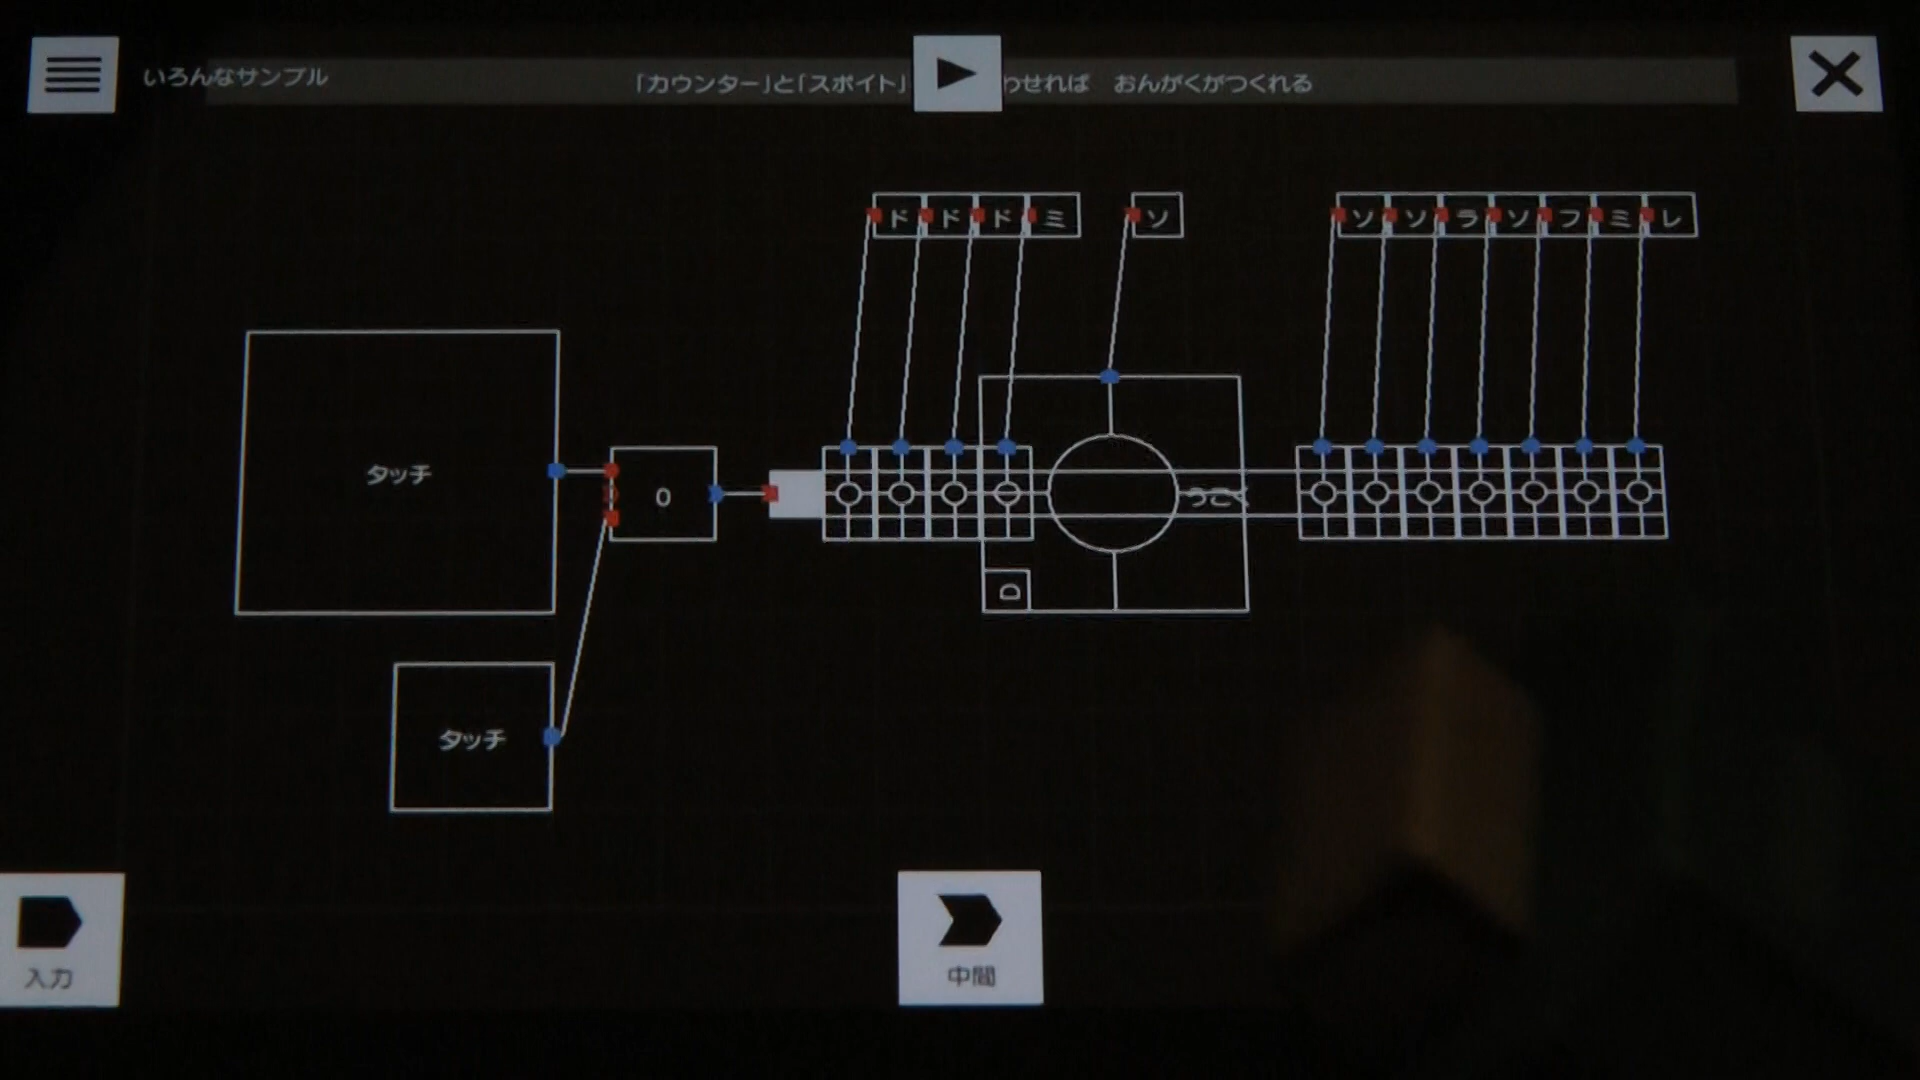 いろんなサンプル
「カウンター」と「スポイト」
わせれば おんがくがつくれる
ド ド ド ミ
ソ
ソ ソ ラ ソ フ ミ レ
タッチ
0
うごく
D
タッチ
入力
中間